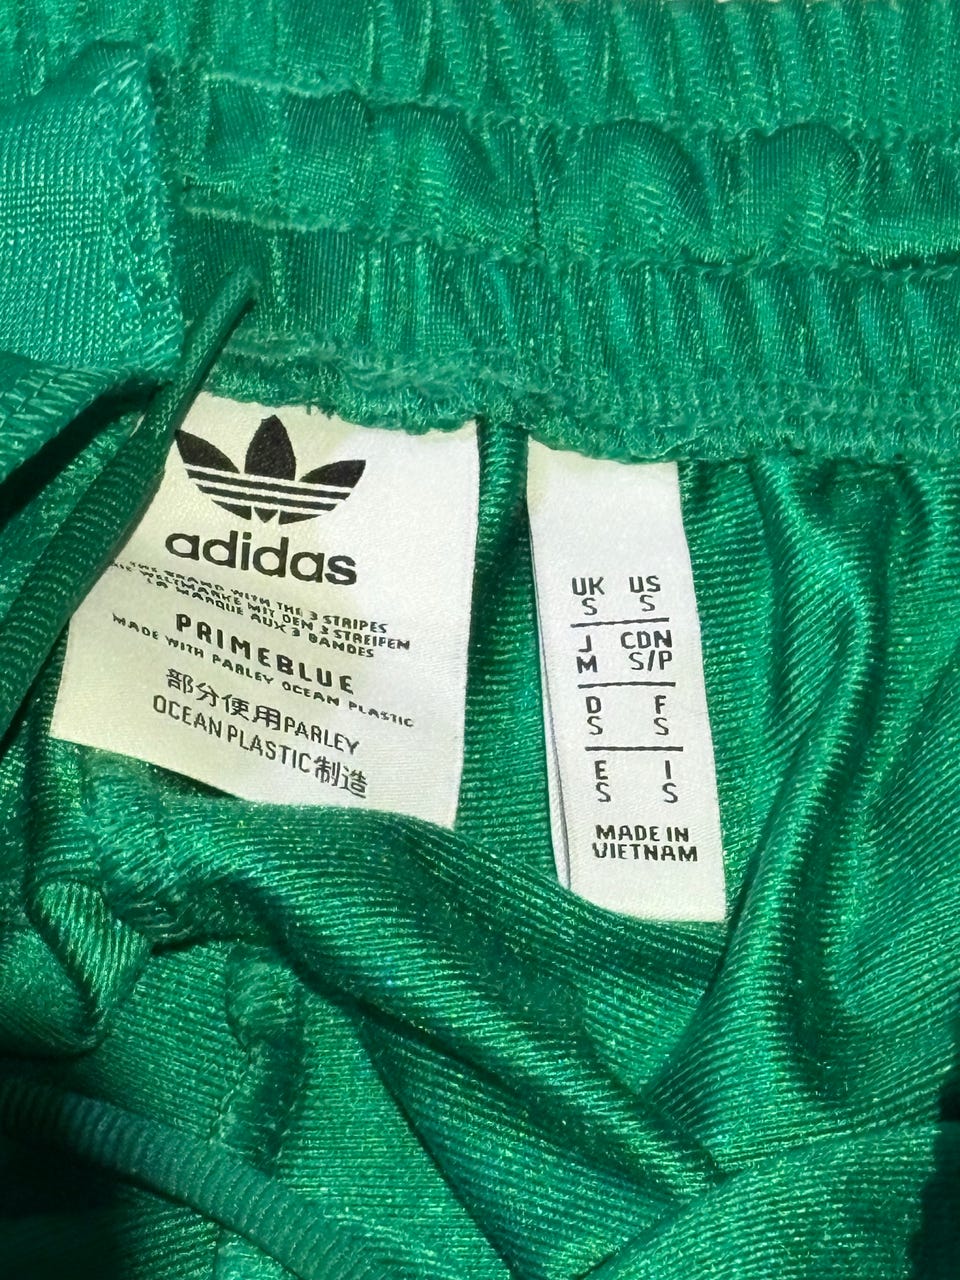 adidas
THE BRAND WITH THE 3 STRIPES
DIE WELTMARKE MIT DEN 3 STREIFEN
LA MARQUE AUX 3 BANDES
PRIMEBLUE
MADE WITH PARLEY OCEAN PLASTIC
部分使用PARLEY
OCEAN PLASTIC制造
UK US
S S
J CDN
M S/P
D F
S S
E I
S S
MADE IN
VIETNAM